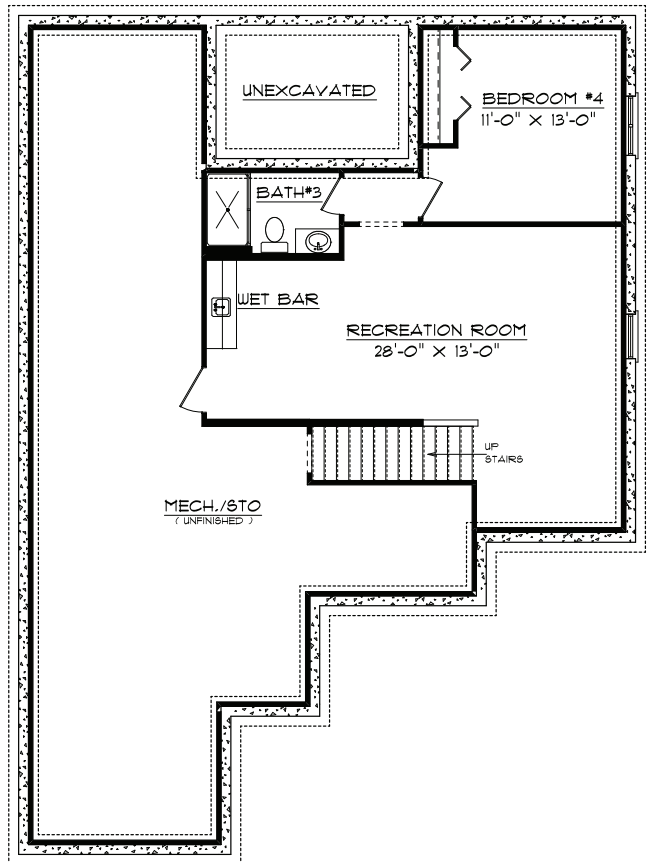 UNEXCAVATED
BEDROOM #4
11'-0" X 13'-0"
BATH#3
WET BAR
RECREATION ROOM
28'-0" X 13'-0"
UP
STAIRS
MECH./STO
( UNFINISHED )